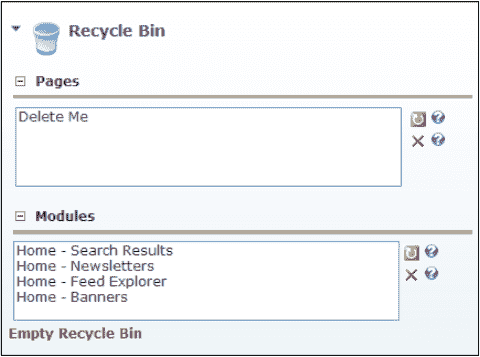 Recycle Bin
Pages
Delete Me
Modules
Home - Search Results
Home - Newsletters
Home - Feed Explorer
Home - Banners
Empty Recycle Bin